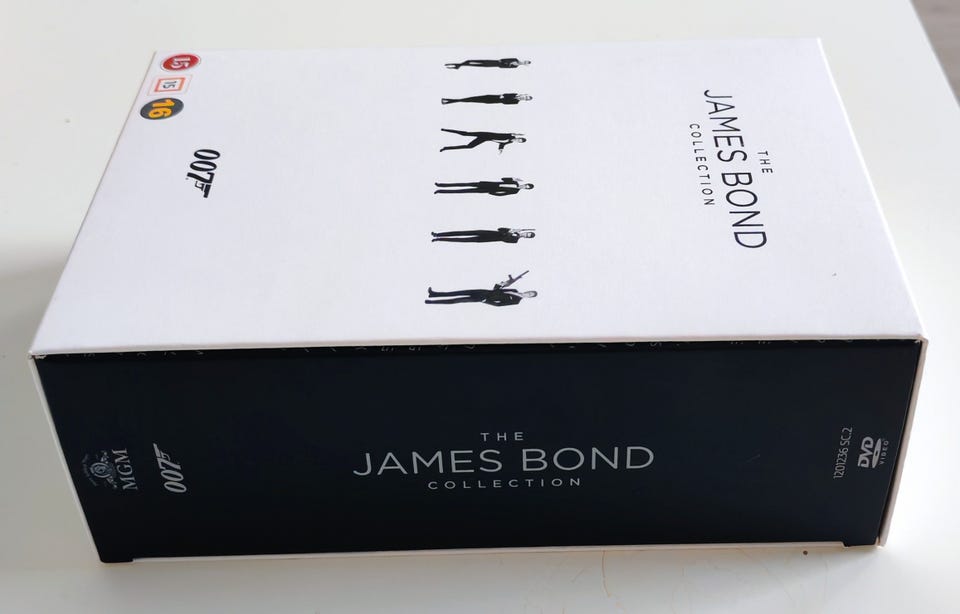 15
15
16
007
THE
JAMES BOND
COLLECTION
MGM
007
THE
JAMES BOND
COLLECTION
1201236 SC.2
DVD
VIDEO